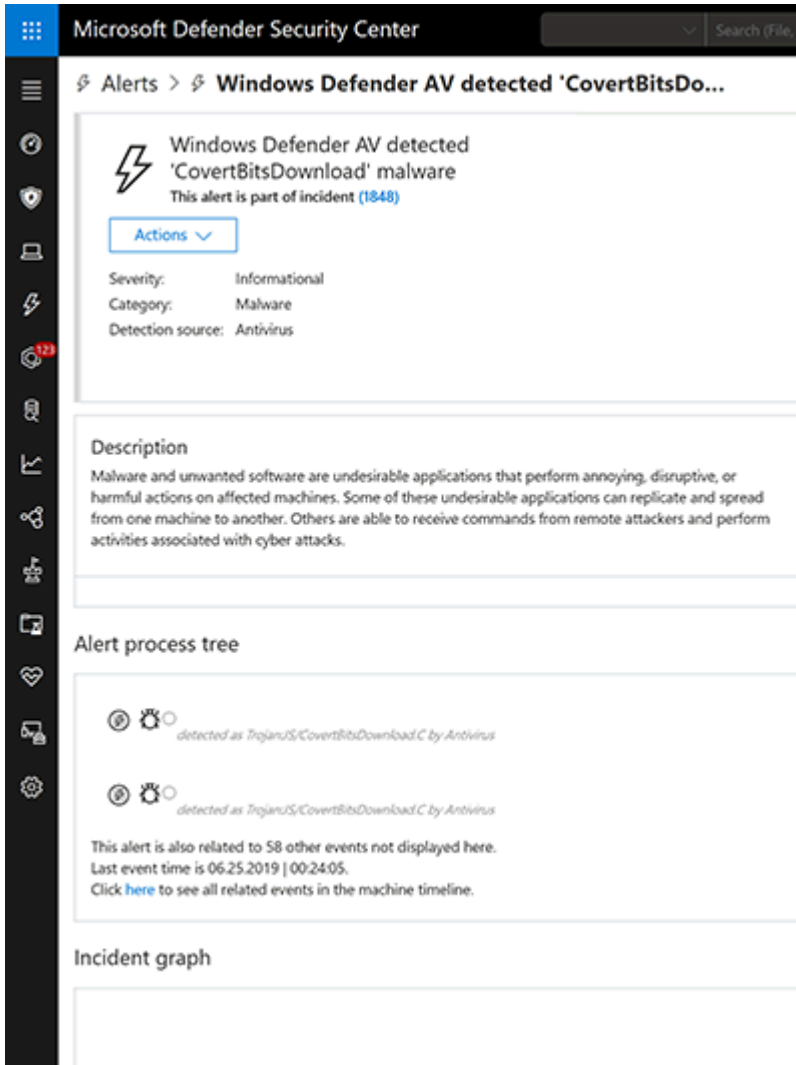 Microsoft Defender Security Center
Search (File,
Alerts > Windows Defender AV detected 'CovertBitsDo...
Windows Defender AV detected
'CovertBitsDownload' malware
This alert is part of incident (1848)
Actions
Severity: Informational
Category: Malware
Detection source: Antivirus
123
Description
Malware and unwanted software are undesirable applications that perform annoying, disruptive, or
harmful actions on affected machines. Some of these undesirable applications can replicate and spread
from one machine to another. Others are able to receive commands from remote attackers and perform
activities associated with cyber attacks.
Alert process tree
detected as TrojanJS/CovertBitsDownload.C by Antivirus
detected as TrojanJS/CovertBitsDownload.C by Antivirus
This alert is also related to 58 other events not displayed here.
Last event time is 06.25.2019 | 00:24:05.
Click here to see all related events in the machine timeline.
Incident graph